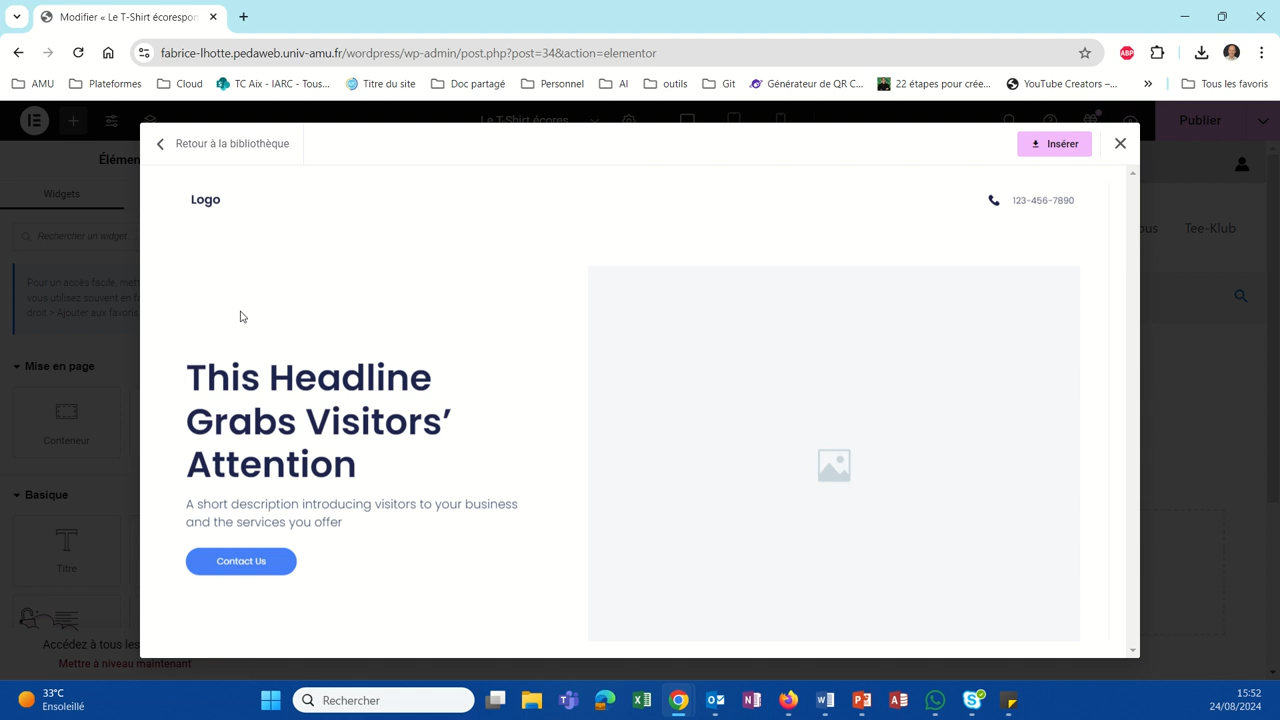 Modifier « Le T-Shirt écorespon
fabrice-lhotte.pedaweb.univ-amu.fr/wordpress/wp-admin/post.php?post=34&action=elementor
ABP
AMU
Plateformes
Cloud
TC Aix - IARC - Tous...
Titre du site
Doc partagé
Personnel
AI
outils
Git
Générateur de QR C...
22 étapes pour crée...
YouTube Creators –...
»
Tous les favoris
Le T-Shirt écores...
Publier
Éléme
Widgets
Rechercher un widget
Pour un accès facile, mett
vous utilisez souvent en f
droit > Ajouter aux favoris
Mise en page
Conteneur
Basique
Titre
Accédez à tous les
Mettre à niveau maintenant
Retour à la bibliothèque
Insérer
Logo
123-456-7890
This Headline
Grabs Visitors’
Attention
A short description introducing visitors to your business
and the services you offer
Contact Us
ous
Tee-Klub
33°C
Ensoleillé
Rechercher
15:52
24/08/2024